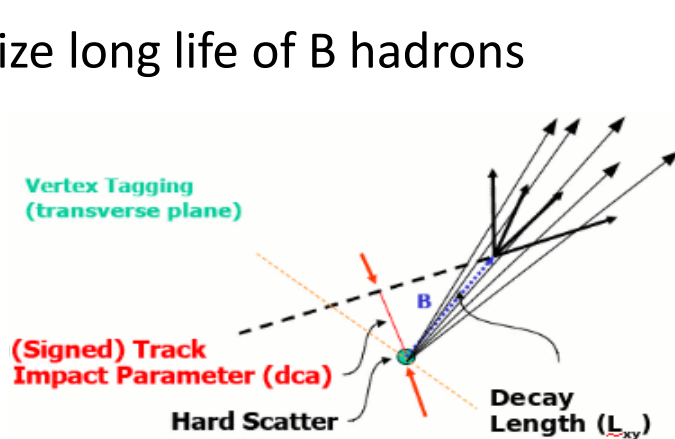 ize long life of B hadrons
Vertex Tagging
(transverse plane)
B
(Signed) Track
Impact Parameter (dca)
Hard Scatter
Decay
Length (Lxy)